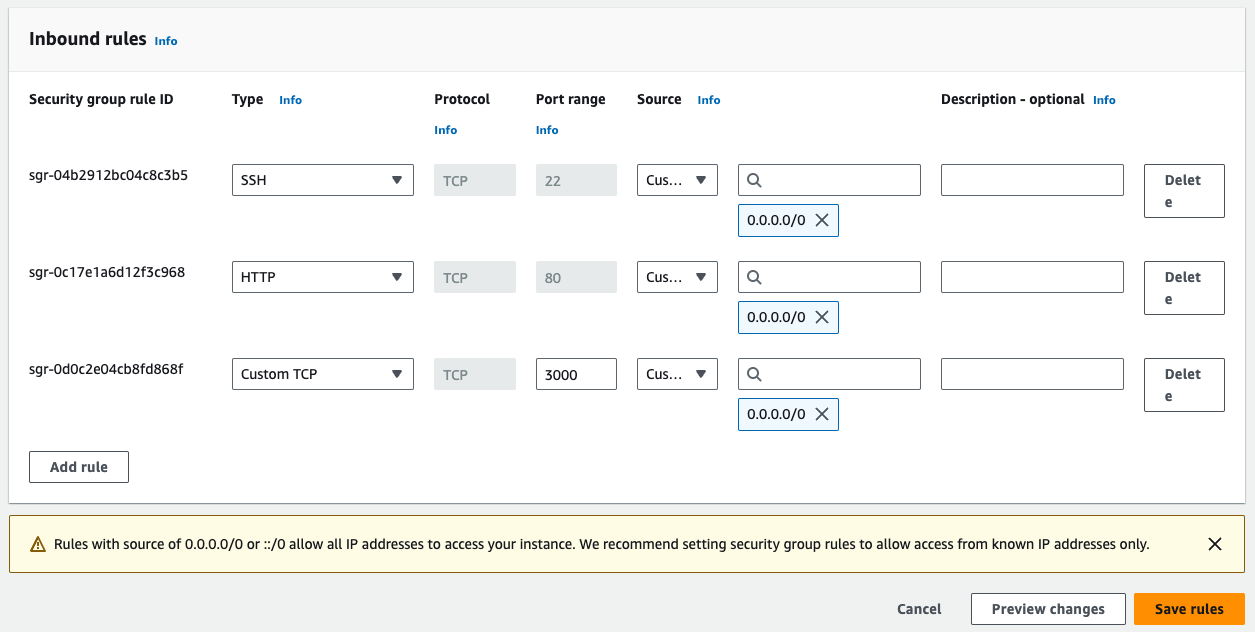 Inbound rules Info
Security group rule ID Type Info Protocol Info Port range Info Source Info Description - optional Info
sgr-04b2912bc04c8c3b5 SSH TCP 22 Cus... Delete
0.0.0.0/0
sgr-0c17e1a6d12f3c968 HTTP TCP 80 Cus... Delete
0.0.0.0/0
sgr-0d0c2e04cb8fd868f Custom TCP TCP 3000 Cus... Delete
0.0.0.0/0
Add rule
Rules with source of 0.0.0.0/0 or ::/0 allow all IP addresses to access your instance. We recommend setting security group rules to allow access from known IP addresses only.
Cancel Preview changes Save rules